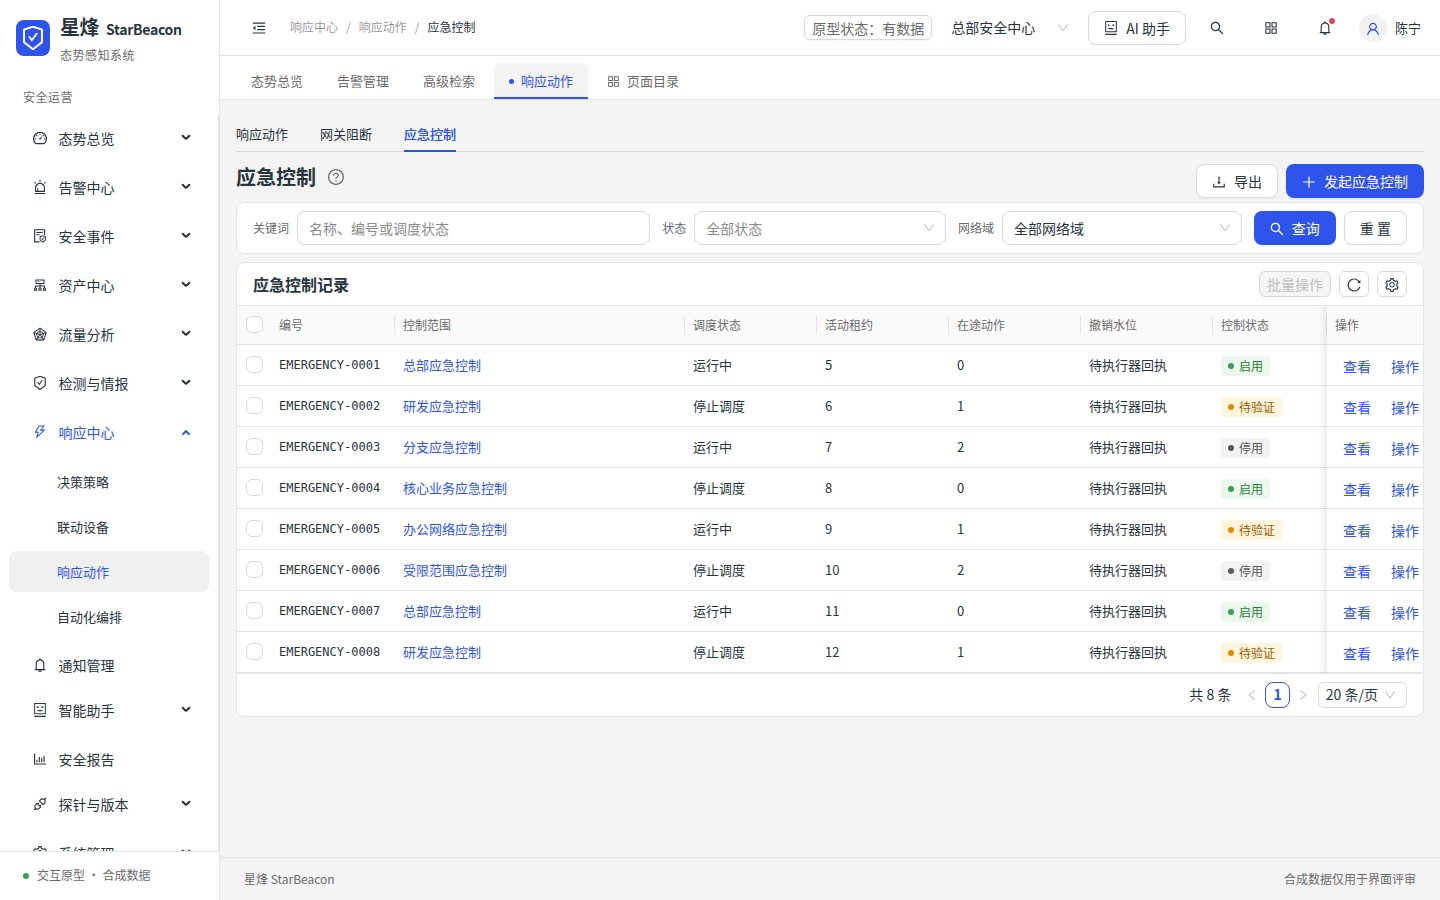 星烽 StarBeacon
态势感知系统
安全运营
态势总览
告警中心
安全事件
资产中心
流量分析
检测与情报
响应中心
决策策略
联动设备
响应动作
自动化编排
通知管理
智能助手
安全报告
探针与版本
系统管理
交互原型 · 合成数据
响应中心 / 响应动作 / 应急控制
原型状态：有数据
总部安全中心
AI 助手
陈宁
态势总览 告警管理 高级检索 响应动作 页面目录
响应动作 网关阻断 应急控制
应急控制
导出
发起应急控制
关键词 名称、编号或调度状态 状态 全部状态 网络域 全部网络域 查询 重 置
应急控制记录
批量操作
编号 控制范围 调度状态 活动租约 在途动作 撤销水位 控制状态 操作
EMERGENCY-0001 总部应急控制 运行中 5 0 待执行器回执 启用 查看 操作
EMERGENCY-0002 研发应急控制 停止调度 6 1 待执行器回执 待验证 查看 操作
EMERGENCY-0003 分支应急控制 运行中 7 2 待执行器回执 停用 查看 操作
EMERGENCY-0004 核心业务应急控制 停止调度 8 0 待执行器回执 启用 查看 操作
EMERGENCY-0005 办公网络应急控制 运行中 9 1 待执行器回执 待验证 查看 操作
EMERGENCY-0006 受限范围应急控制 停止调度 10 2 待执行器回执 停用 查看 操作
EMERGENCY-0007 总部应急控制 运行中 11 0 待执行器回执 启用 查看 操作
EMERGENCY-0008 研发应急控制 停止调度 12 1 待执行器回执 待验证 查看 操作
共 8 条 1 20 条/页
星烽 StarBeacon
合成数据仅用于界面评审